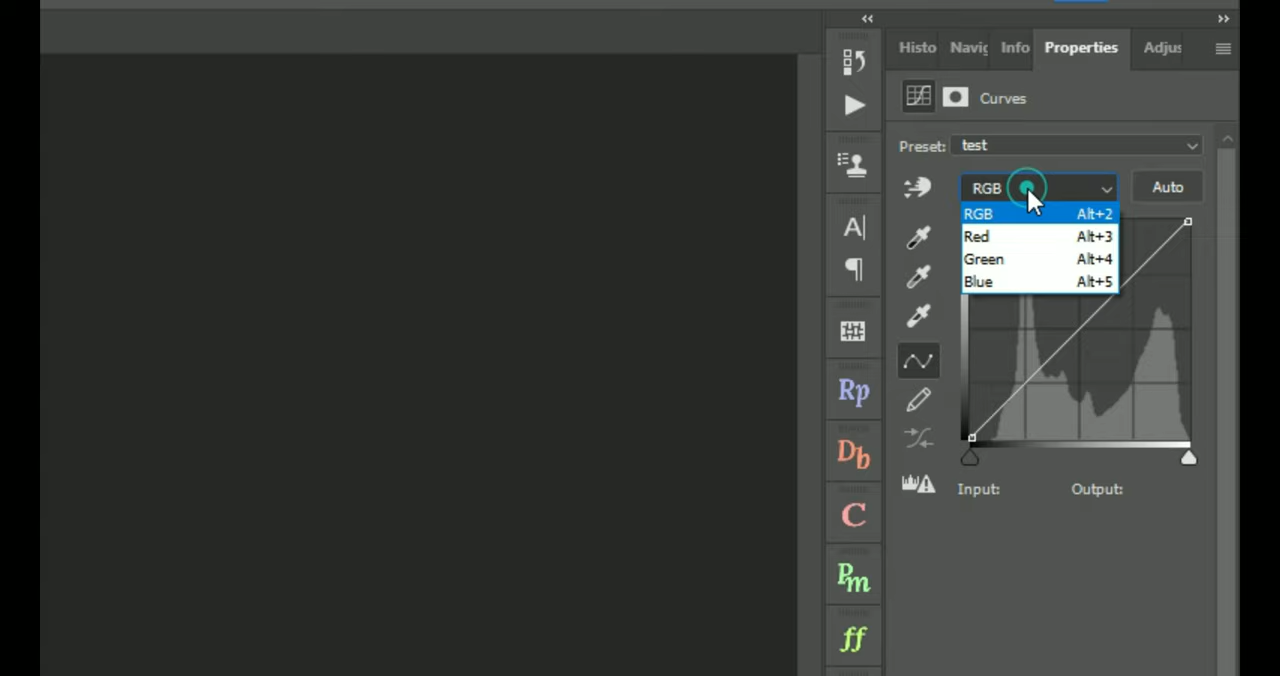 Histo Navig Info Properties Adjus
Curves
Preset: test
RGB Auto
RGB Alt+2
Red Alt+3
Green Alt+4
Blue Alt+5
A|
Rp
Db
C
Pm
ff
Input: Output: